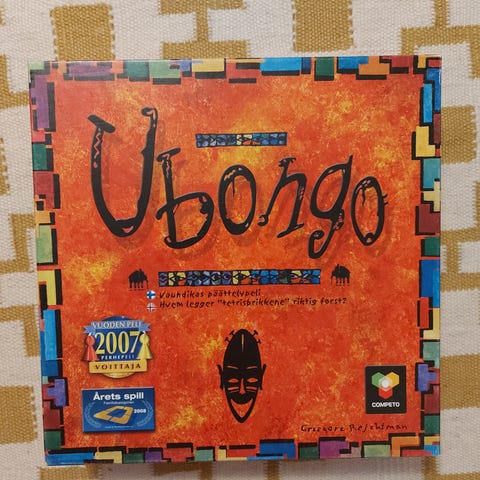 Ubongo
Vauhdikas päättelypeli
Hvem legger "tetrisbrikkene" riktig først?
VUODEN PELI
2007
PERHEPELI
VOITTAJA
Årets spill
Familiekategorien
2008
COMPETO
Grzegorz Rejchtman